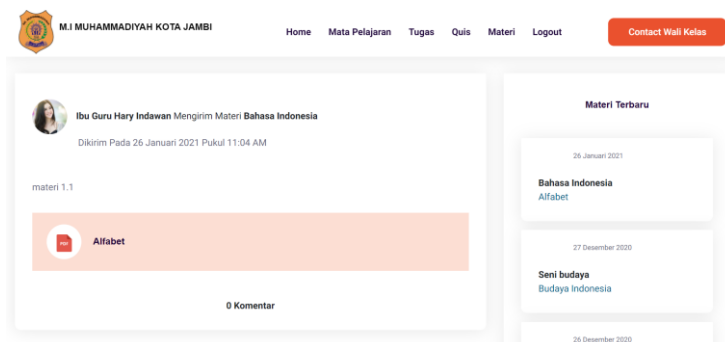 M.I MUHAMMADIYAH KOTA JAMBI
Home Mata Pelajaran Tugas Quis Materi Logout
Contact Wali Kelas
Ibu Guru Hary Indawan Mengirim Materi Bahasa Indonesia
Dikirim Pada 26 Januari 2021 Pukul 11:04 AM
materi 1.1
PDF
Alfabet
0 Komentar
Materi Terbaru
26 Januari 2021
Bahasa Indonesia
Alfabet
27 Desember 2020
Seni budaya
Budaya Indonesia
26 Desember 2020